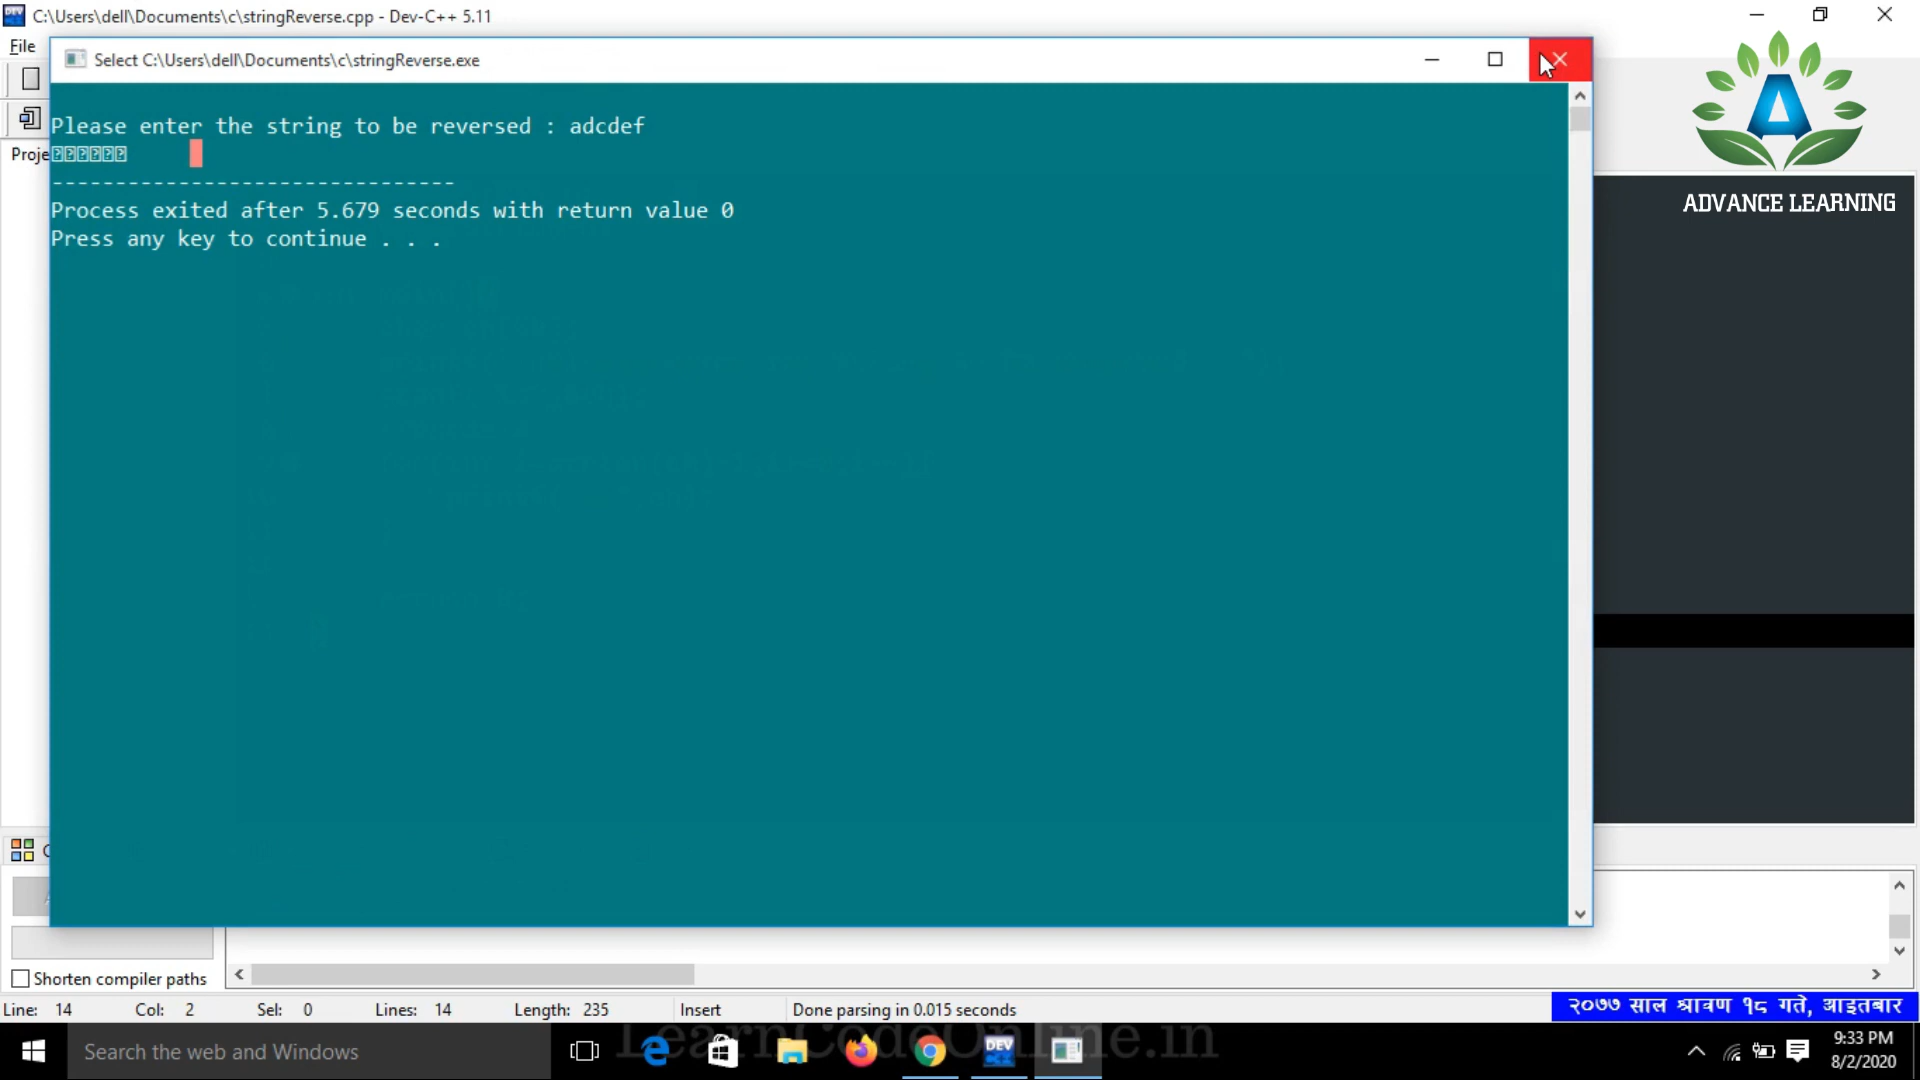 C:\Users\dell\Documents\c\stringReverse.cpp - Dev-C++ 5.11
File
Select C:\Users\dell\Documents\c\stringReverse.exe
Please enter the string to be reversed : adcdef
Proje
--------------------------------
Process exited after 5.679 seconds with return value 0
Press any key to continue . . .
ADVANCE LEARNING
Shorten compiler paths
Line: 14 Col: 2 Sel: 0 Lines: 14 Length: 235 Insert Done parsing in 0.015 seconds
२०७७ साल श्रावण १८ गते, आइतबार
LearnCodeOnline.in
Search the web and Windows
DEV
9:33 PM
8/2/2020